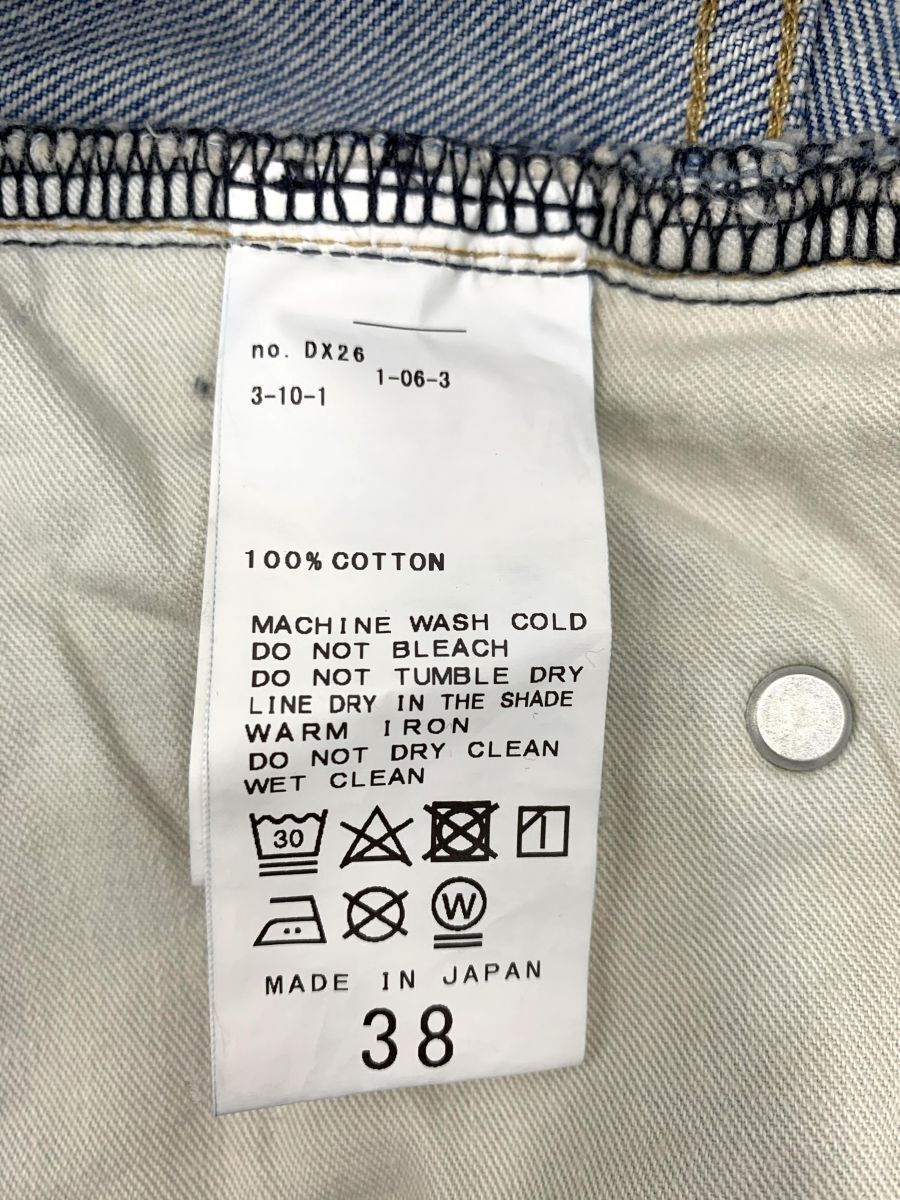 no. DX26
1-06-3
3-10-1
100% COTTON
MACHINE WASH COLD
DO NOT BLEACH
DO NOT TUMBLE DRY
LINE DRY IN THE SHADE
WARM IRON
DO NOT DRY CLEAN
WET CLEAN
30
W
MADE IN JAPAN
38